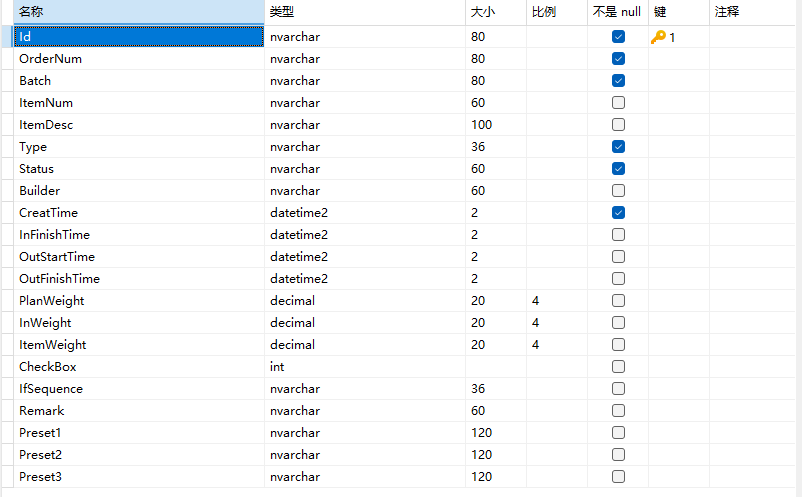 名称 类型 大小 比例 不是 null 键 注释
Id nvarchar 80 1
OrderNum nvarchar 80
Batch nvarchar 80
ItemNum nvarchar 60
ItemDesc nvarchar 100
Type nvarchar 36
Status nvarchar 60
Builder nvarchar 60
CreatTime datetime2 2
InFinishTime datetime2 2
OutStartTime datetime2 2
OutFinishTime datetime2 2
PlanWeight decimal 20 4
InWeight decimal 20 4
ItemWeight decimal 20 4
CheckBox int
IfSequence nvarchar 36
Remark nvarchar 60
Preset1 nvarchar 120
Preset2 nvarchar 120
Preset3 nvarchar 120